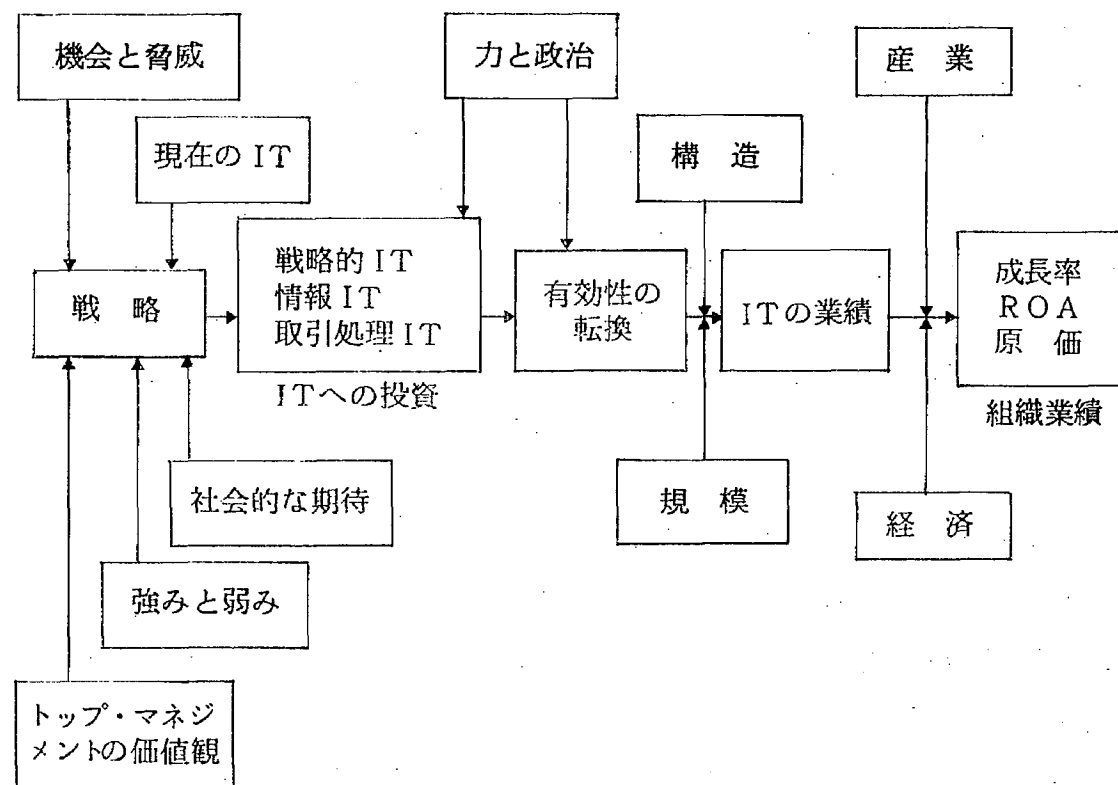 機会と脅威
力と政治
産 業
現在のIT
構 造
戦 略
戦略的IT
情報IT
取引処理IT
ITへの投資
有効性の
転換
ITの業績
成長率
ROA
原 価
組織業績
社会的な期待
規 模
経 済
強みと弱み
トップ・マネジ
メントの価値観